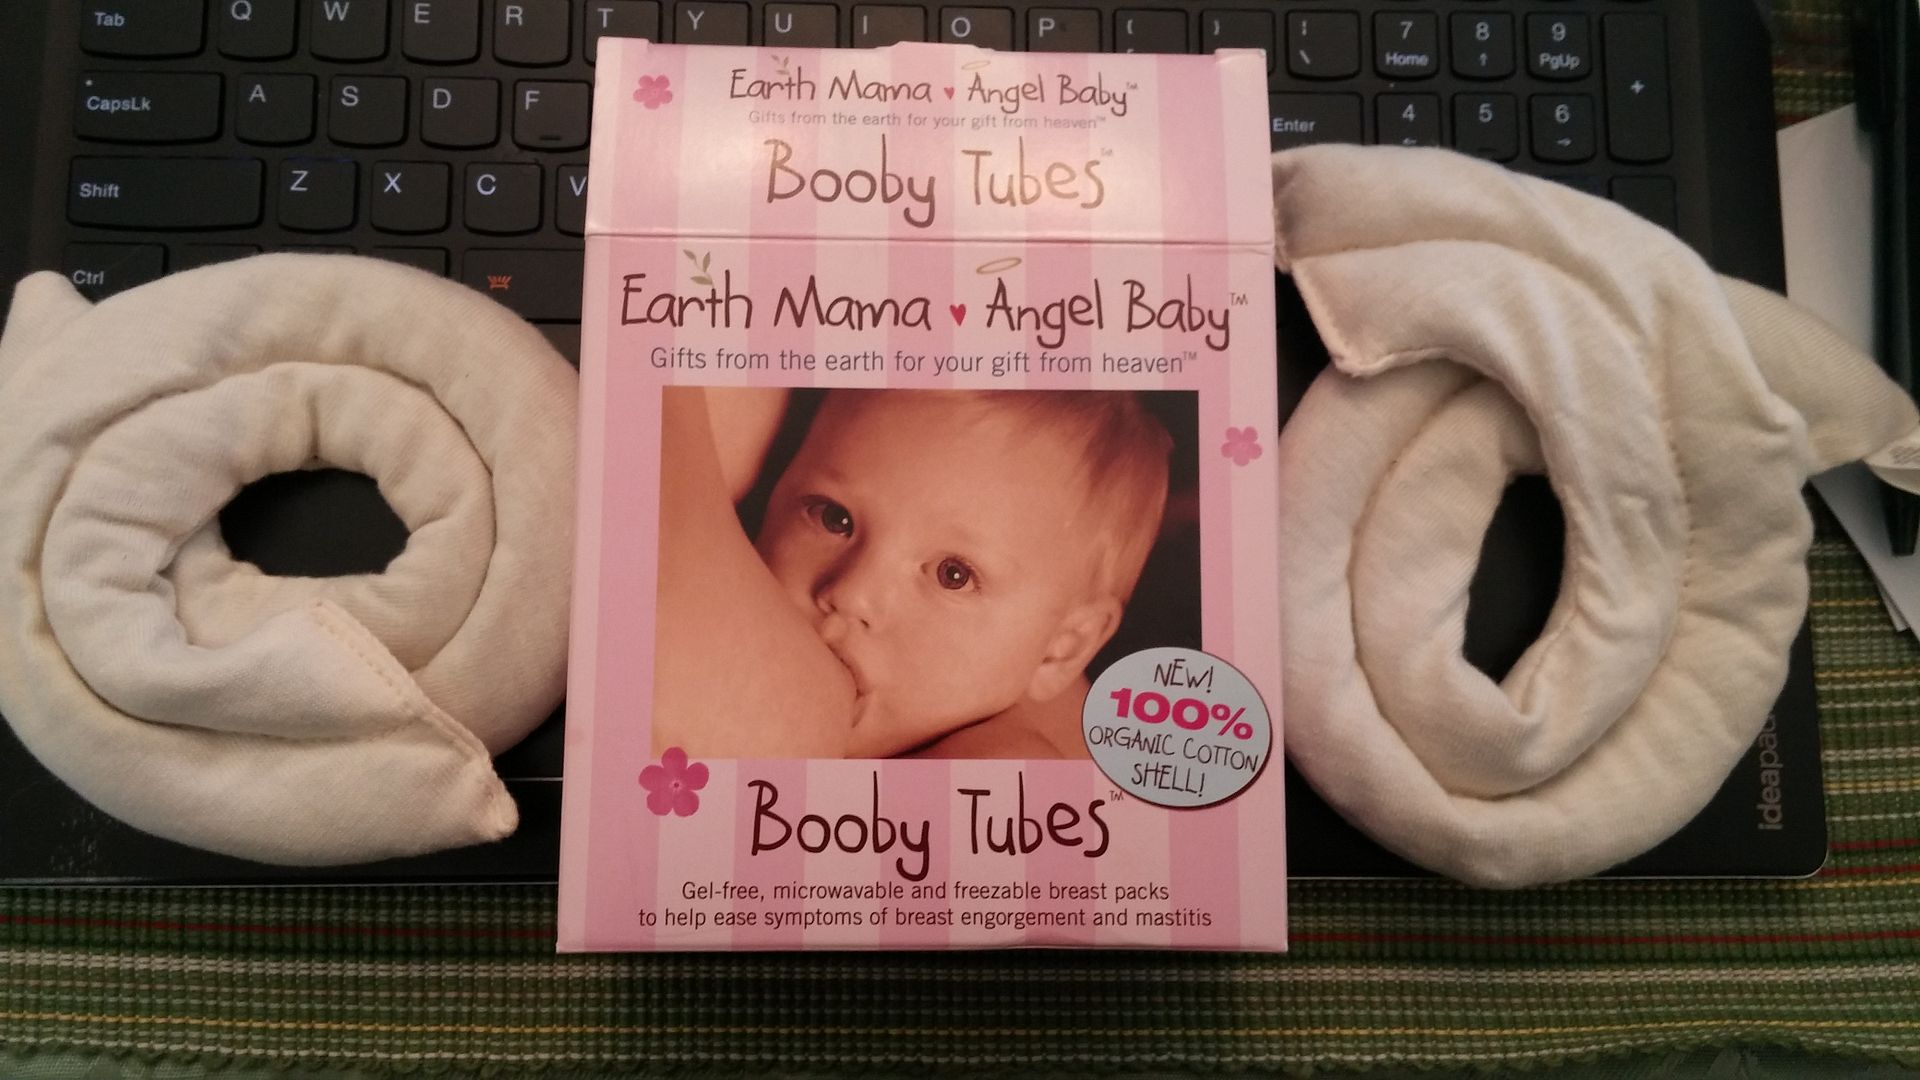 Tab Q W E R T Y U I O P { } | \ 7 Home 8 ↑ 9 PgUp +
CapsLk A S D F Enter 4 ← 5 6 →
Shift Z X C V
Ctrl
Earth Mama ♥ Angel Baby™
Gifts from the earth for your gift from heaven™
Booby Tubes™
Earth Mama ♥ Angel Baby™
Gifts from the earth for your gift from heaven™
NEW!
100%
ORGANIC COTTON
SHELL!
Booby Tubes™
Gel-free, microwavable and freezable breast packs
to help ease symptoms of breast engorgement and mastitis
ideapad